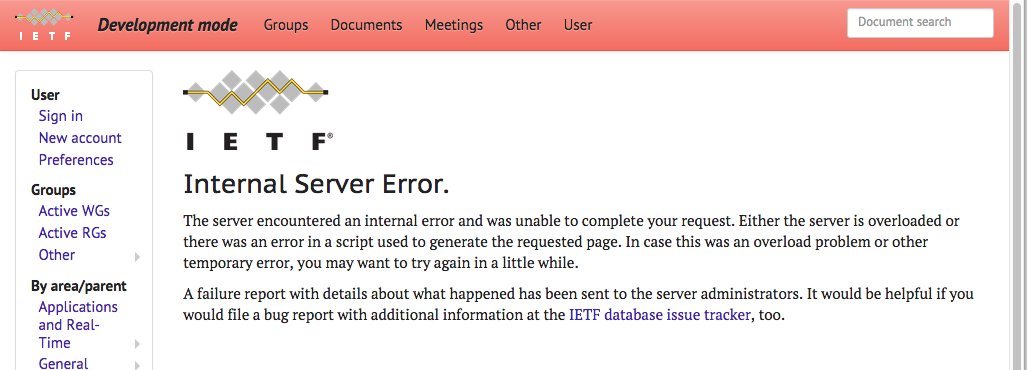 I E T F
Development mode
Groups
Documents
Meetings
Other
User
Document search
User
Sign in
New account
Preferences
Groups
Active WGs
Active RGs
Other
By area/parent
Applications
and Real-
Time
General
I E T F®
Internal Server Error.
The server encountered an internal error and was unable to complete your request. Either the server is overloaded or
there was an error in a script used to generate the requested page. In case this was an overload problem or other
temporary error, you may want to try again in a little while.
A failure report with details about what happened has been sent to the server administrators. It would be helpful if you
would file a bug report with additional information at the IETF database issue tracker, too.